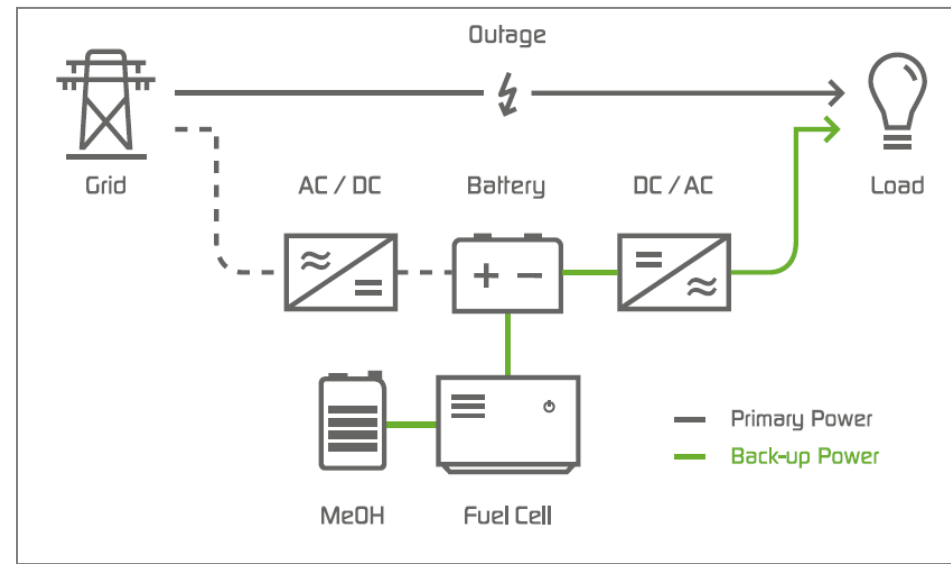 Outage
Grid
AC / DC
Battery
DC / AC
Load
MeOH
Fuel Cell
Primary Power
Back-up Power